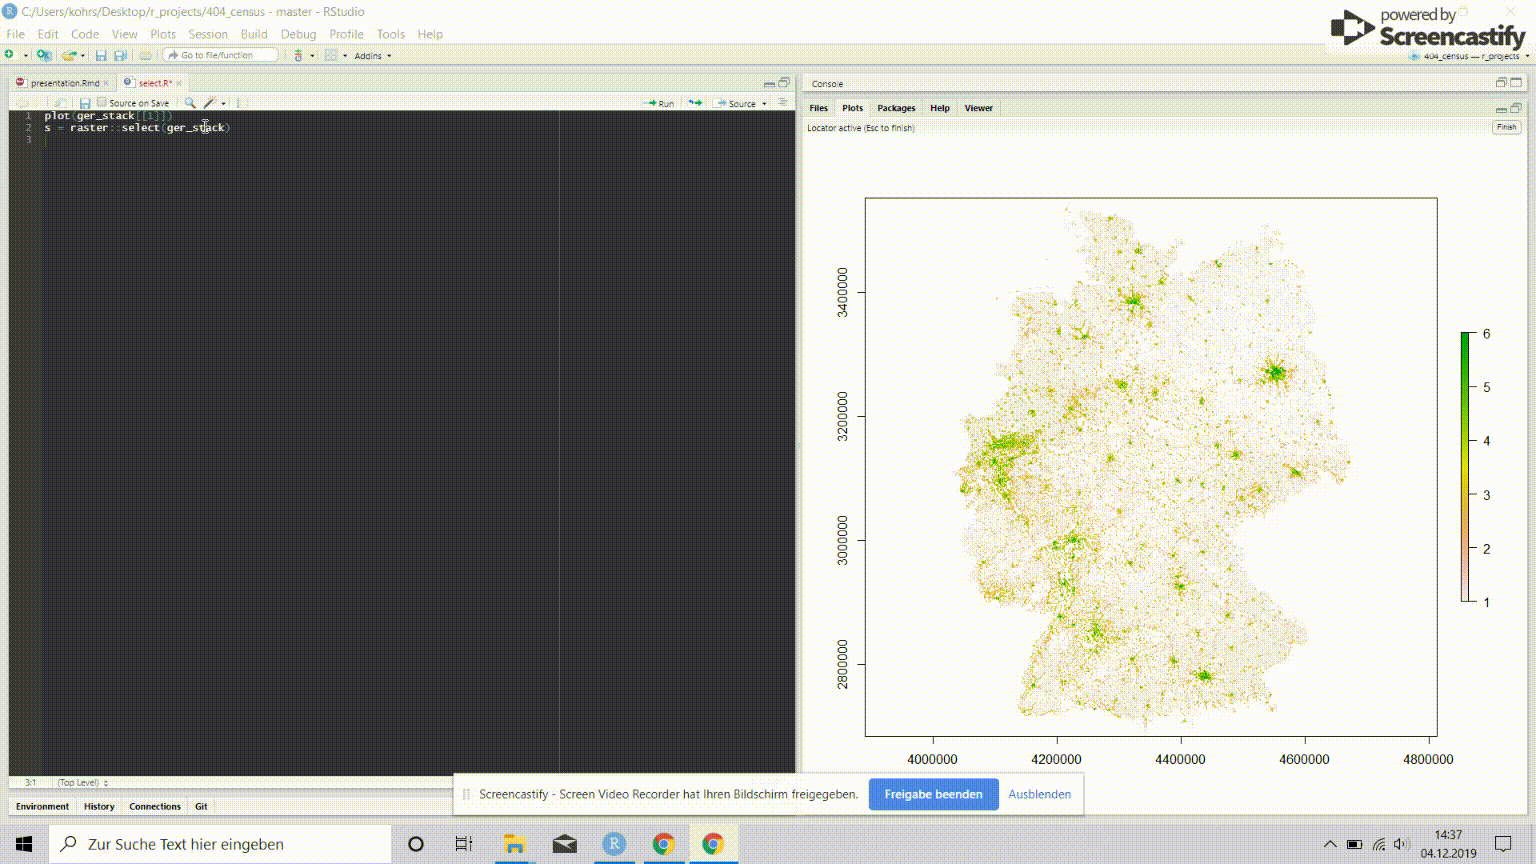 C:/Users/kohrs/Desktop/r_projects/404_census - master - RStudio
powered by
Screencastify
File Edit Code View Plots Session Build Debug Profile Tools Help
Go to file/function
Addins
404_census — r_projects
presentation.Rmd
select.R*
Console
Source on Save
Run
Source
Files Plots Packages Help Viewer
1 plot(ger_stack[[1]])
2 s = raster::select(ger_stack)
3
Locator active (Esc to finish)
Finish
3400000
3200000
3000000
2800000
6
5
4
3
2
1
4000000 4200000 4400000 4600000 4800000
3:1 (Top Level)
Screencastify - Screen Video Recorder hat Ihren Bildschirm freigegeben.
Freigabe beenden
Ausblenden
Environment History Connections Git
Zur Suche Text hier eingeben
R
14:37
04.12.2019